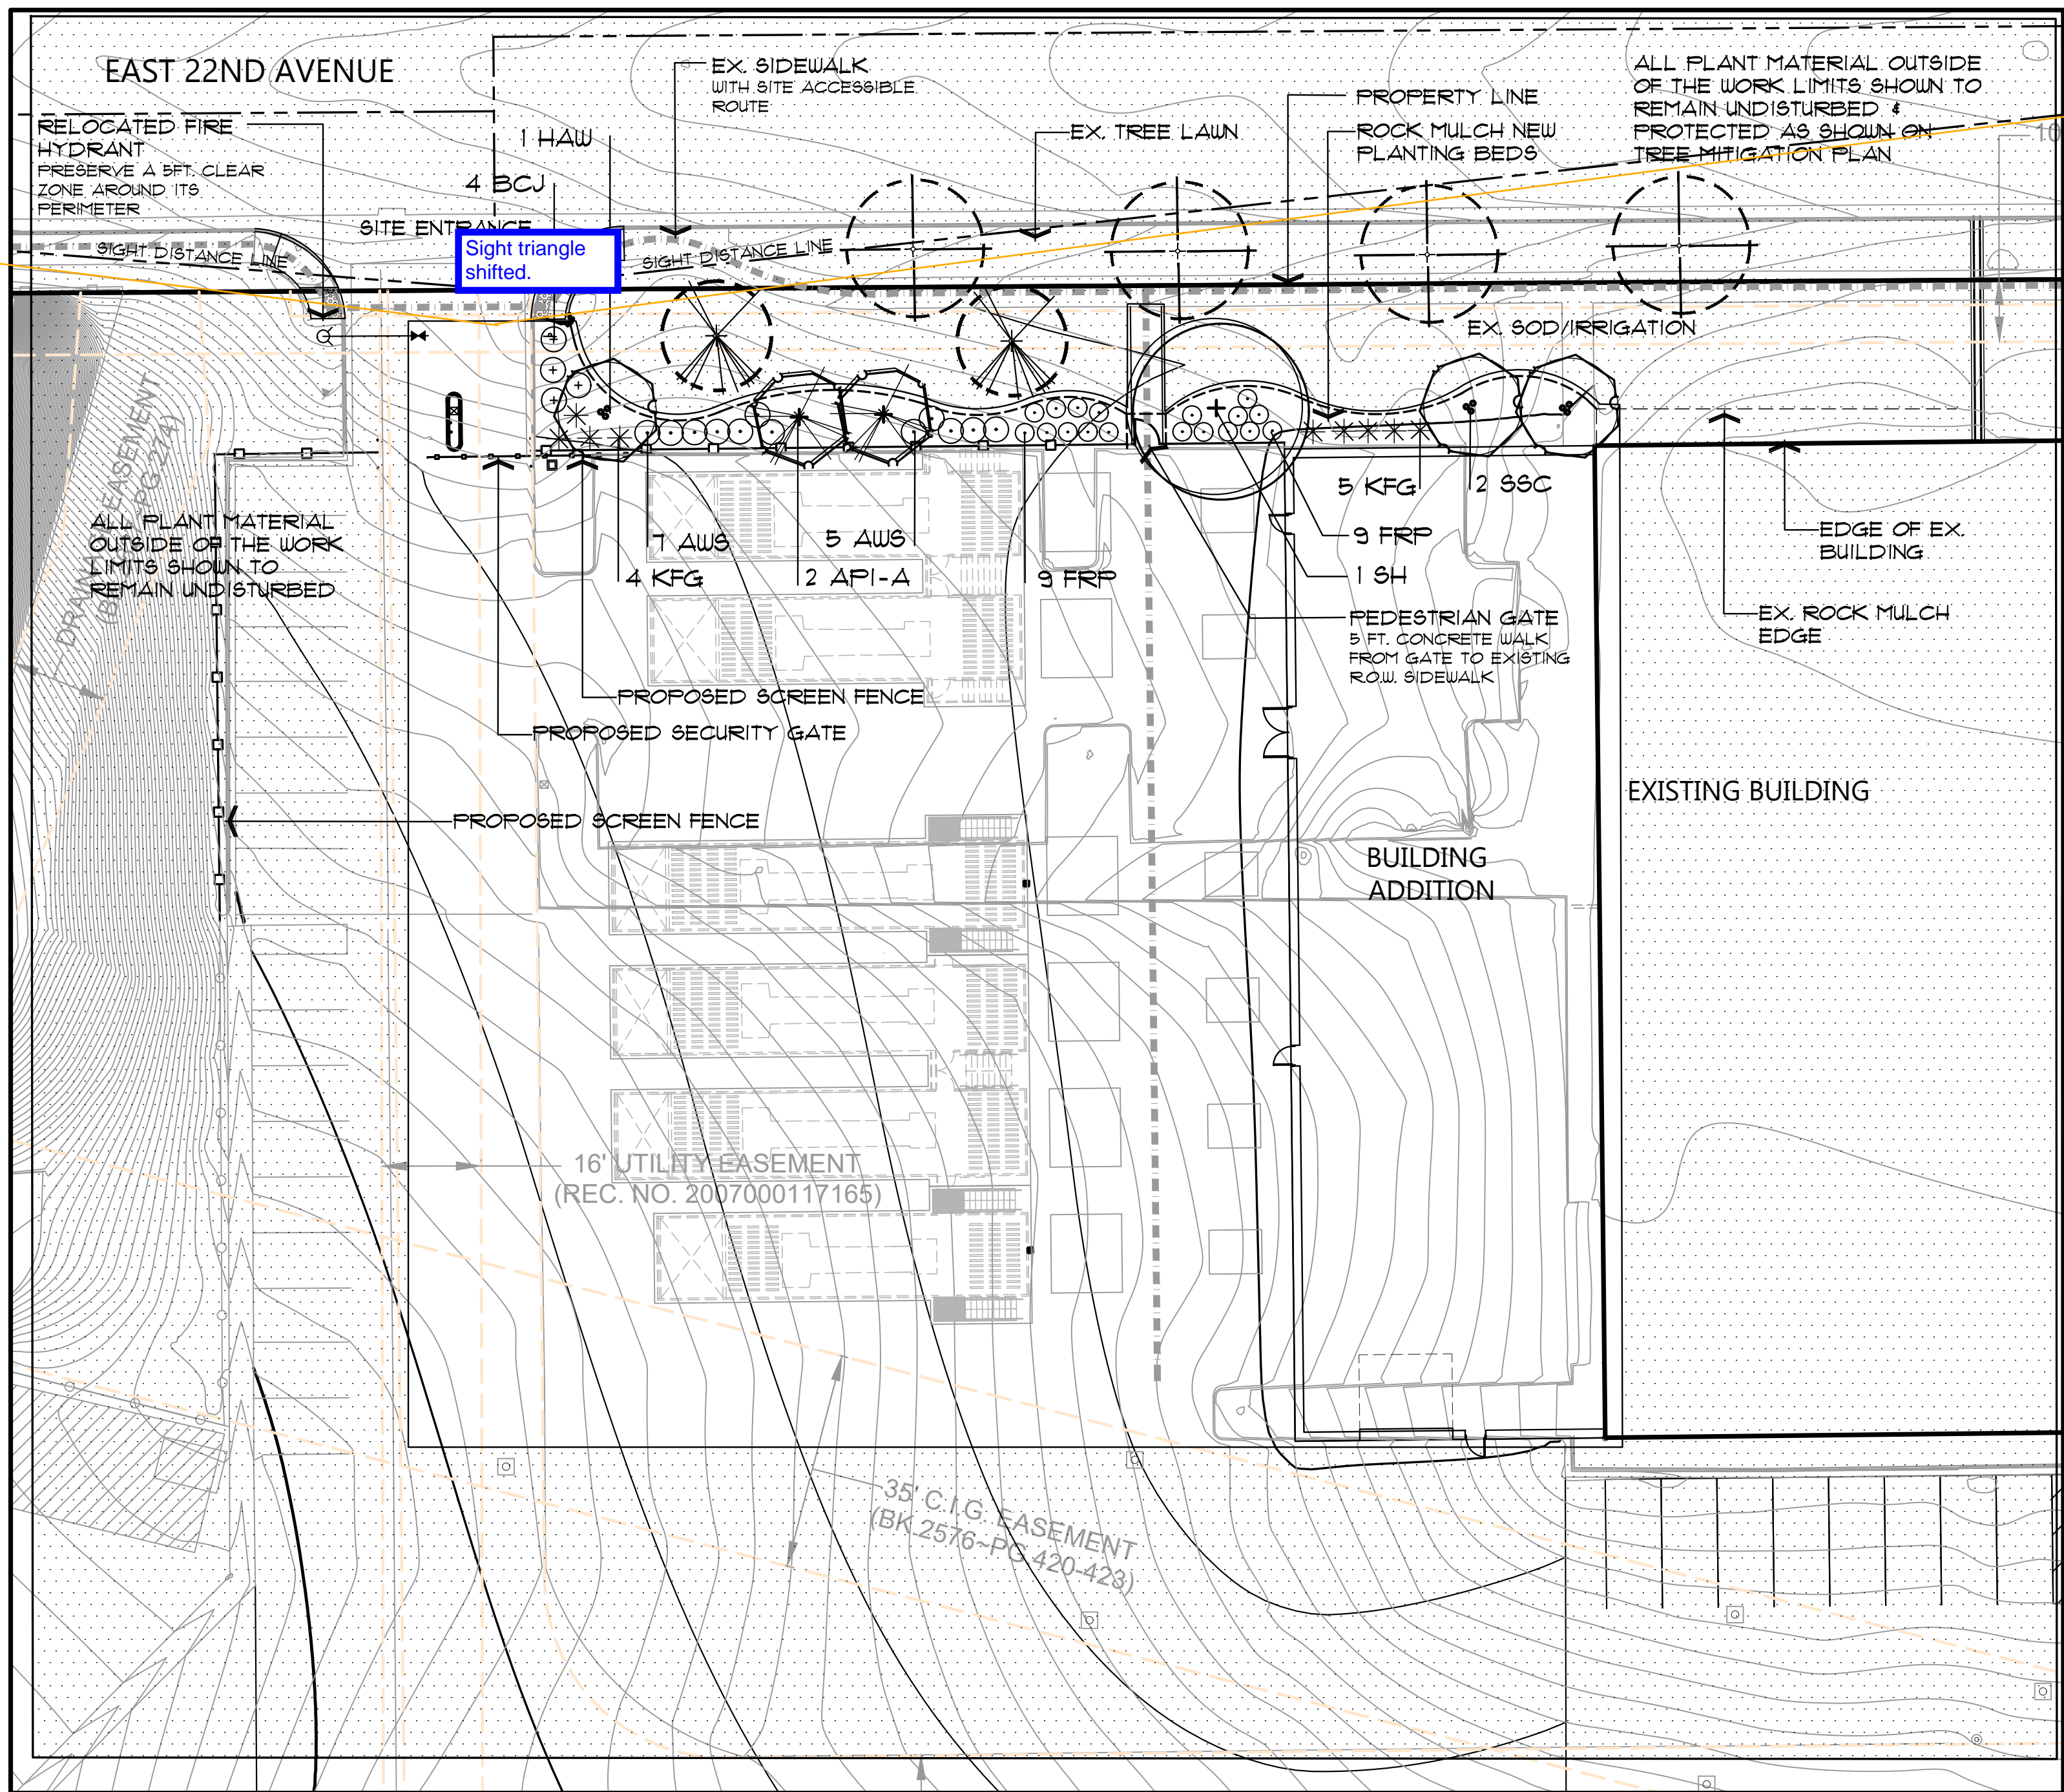 EAST 22ND AVENUE
EX. SIDEWALK
WITH SITE ACCESSIBLE
ROUTE
ALL PLANT MATERIAL OUTSIDE
OF THE WORK LIMITS SHOWN TO
REMAIN UNDISTURBED &
PROTECTED AS SHOWN ON
TREE MITIGATION PLAN
PROPERTY LINE
RELOCATED FIRE
HYDRANT
PRESERVE A 5FT. CLEAR
ZONE AROUND ITS
PERIMETER
1 HAW
EX. TREE LAWN
ROCK MULCH NEW
PLANTING BEDS
10
4 BCJ
SITE ENTRANCE
Sight triangle
shifted.
SIGHT DISTANCE LINE
SIGHT DISTANCE LINE
EX. SOD/IRRIGATION
5 KFG
2 SSC
ALL PLANT MATERIAL
OUTSIDE OF THE WORK
LIMITS SHOWN TO
REMAIN UNDISTURBED
7 AWS
5 AWS
9 FRP
EDGE OF EX.
BUILDING
4 KFG
2 API-A
9 FRP
1 SH
PEDESTRIAN GATE
5 FT. CONCRETE WALK
FROM GATE TO EXISTING
R.O.W. SIDEWALK
EX. ROCK MULCH
EDGE
PROPOSED SCREEN FENCE
PROPOSED SECURITY GATE
EXISTING BUILDING
PROPOSED SCREEN FENCE
BUILDING
ADDITION
16' UTILITY EASEMENT
(REC. NO. 2007000117165)
35' C.I.G. EASEMENT
(BK.2576~PG.420-423)